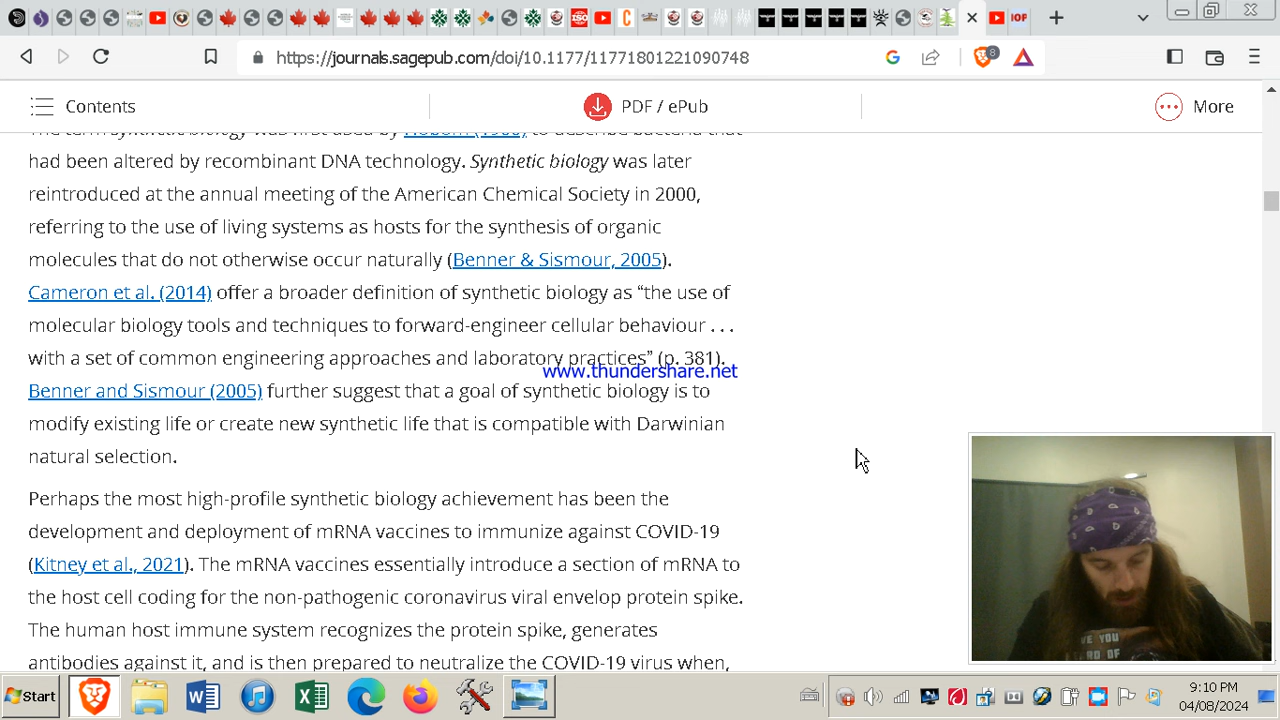 IOF
https://journals.sagepub.com/doi/10.1177/11771801221090748
8
Contents
PDF / ePub
More
had been altered by recombinant DNA technology. Synthetic biology was later
reintroduced at the annual meeting of the American Chemical Society in 2000,
referring to the use of living systems as hosts for the synthesis of organic
molecules that do not otherwise occur naturally (Benner & Sismour, 2005).
Cameron et al. (2014) offer a broader definition of synthetic biology as “the use of
molecular biology tools and techniques to forward-engineer cellular behaviour . . .
with a set of common engineering approaches and laboratory practices” (p. 381).
www.thundershare.net
Benner and Sismour (2005) further suggest that a goal of synthetic biology is to
modify existing life or create new synthetic life that is compatible with Darwinian
natural selection.
Perhaps the most high-profile synthetic biology achievement has been the
development and deployment of mRNA vaccines to immunize against COVID-19
(Kitney et al., 2021). The mRNA vaccines essentially introduce a section of mRNA to
the host cell coding for the non-pathogenic coronavirus viral envelop protein spike.
The human host immune system recognizes the protein spike, generates
antibodies against it, and is then prepared to neutralize the COVID-19 virus when,
Start
9:10 PM
04/08/2024